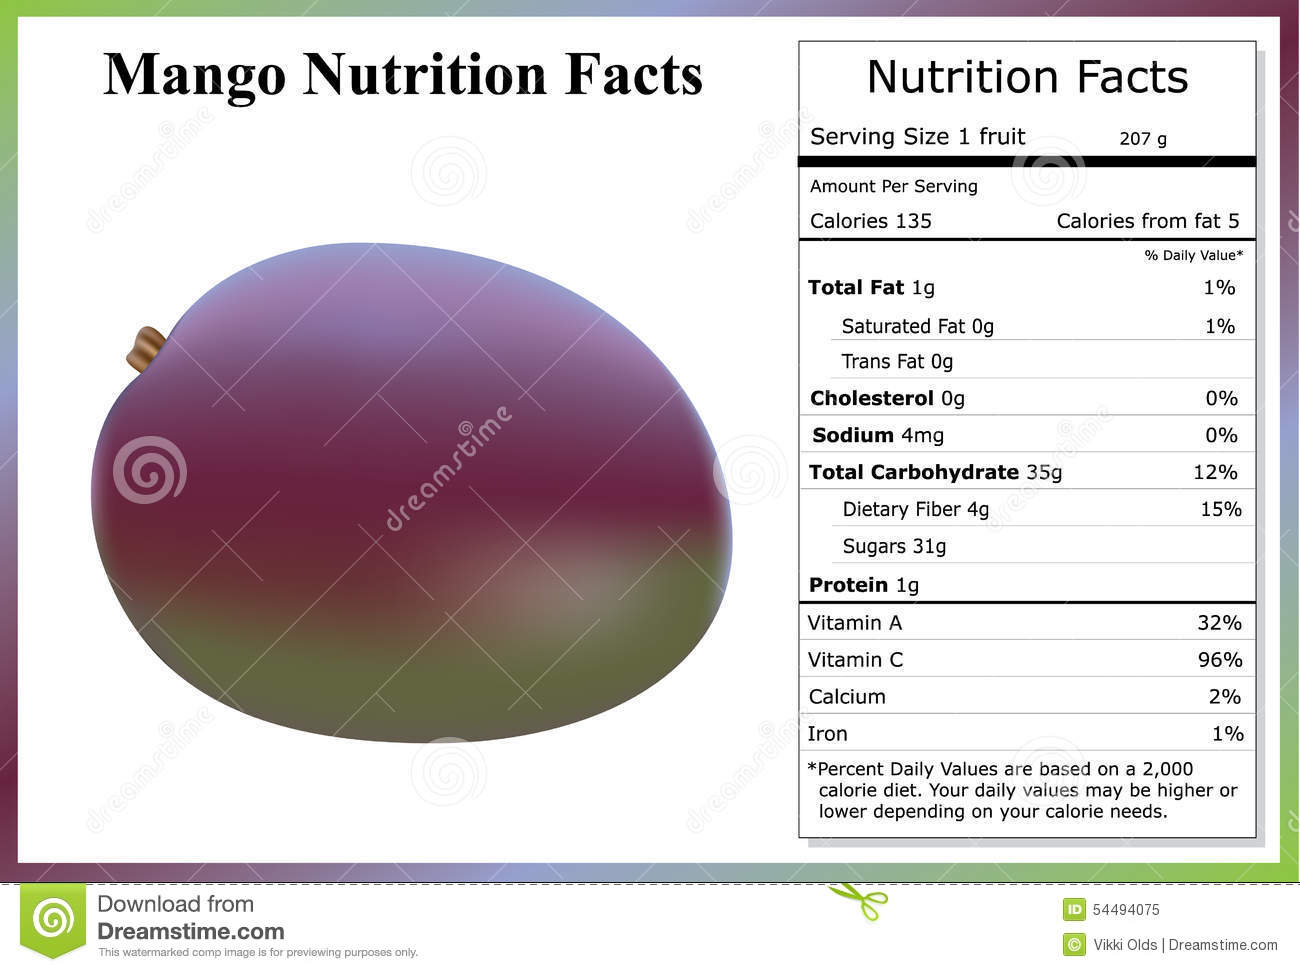 Mango Nutrition Facts
Nutrition Facts
Serving Size 1 fruit 207 g
Amount Per Serving
Calories 135 Calories from fat 5
% Daily Value*
Total Fat 1g 1%
Saturated Fat 0g 1%
Trans Fat 0g
Cholesterol 0g 0%
Sodium 4mg 0%
Total Carbohydrate 35g 12%
Dietary Fiber 4g 15%
Sugars 31g
Protein 1g
Vitamin A 32%
Vitamin C 96%
Calcium 2%
Iron 1%
*Percent Daily Values are based on a 2,000
calorie diet. Your daily values may be higher or
lower depending on your calorie needs.
dreamstime
dreamstime
dreamstime
dreamstime
dreamstime
dreamstime
Download from
Dreamstime.com
This watermarked comp image is for previewing purposes only.
ID 54494075
© Vikki Olds | Dreamstime.com